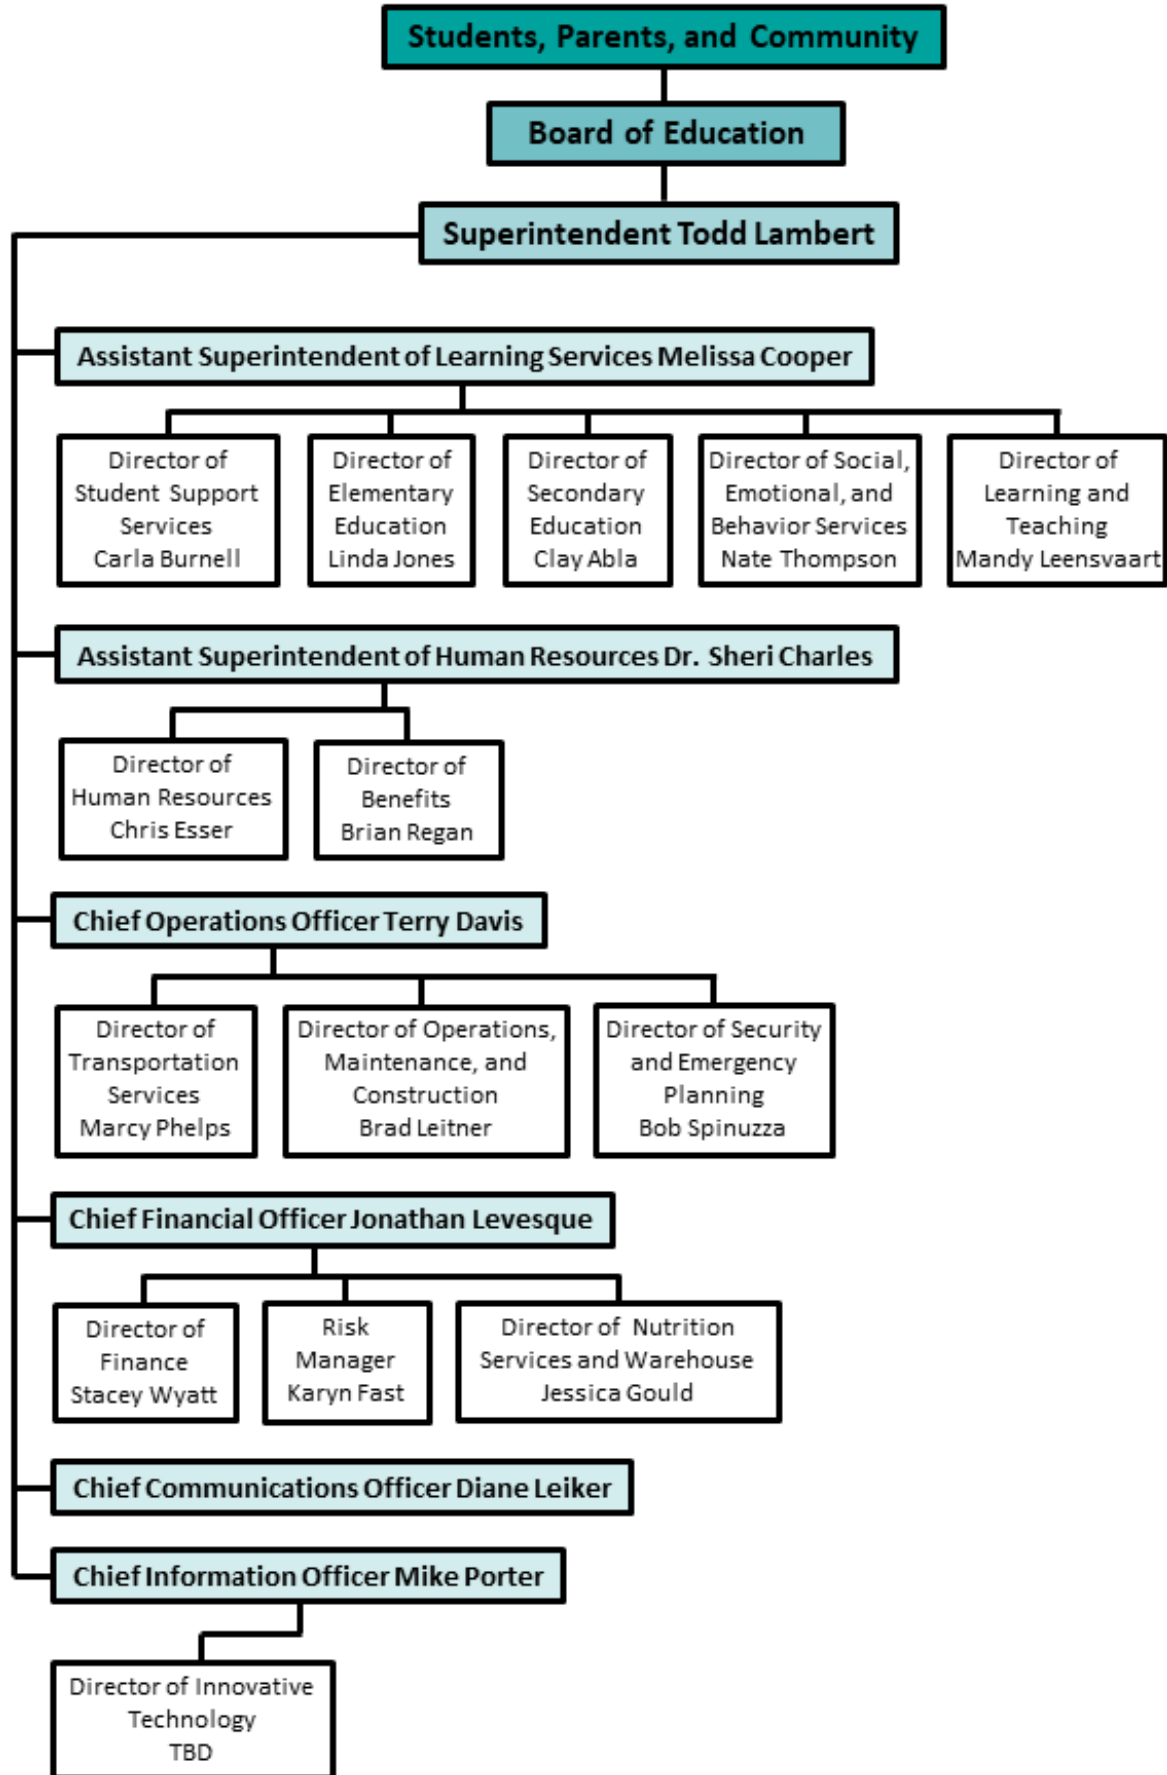 Students, Parents, and Community
Board of Education
Superintendent Todd Lambert
Assistant Superintendent of Learning Services Melissa Cooper
Director of
Student Support
Services
Carla Burnell
Director of
Elementary
Education
Linda Jones
Director of
Secondary
Education
Clay Abla
Director of Social,
Emotional, and
Behavior Services
Nate Thompson
Director of
Learning and
Teaching
Mandy Leensvaart
Assistant Superintendent of Human Resources Dr. Sheri Charles
Director of
Human Resources
Chris Esser
Director of
Benefits
Brian Regan
Chief Operations Officer Terry Davis
Director of
Transportation
Services
Marcy Phelps
Director of Operations,
Maintenance, and
Construction
Brad Leitner
Director of Security
and Emergency
Planning
Bob Spinuzza
Chief Financial Officer Jonathan Levesque
Director of
Finance
Stacey Wyatt
Risk
Manager
Karyn Fast
Director of Nutrition
Services and Warehouse
Jessica Gould
Chief Communications Officer Diane Leiker
Chief Information Officer Mike Porter
Director of Innovative
Technology
TBD